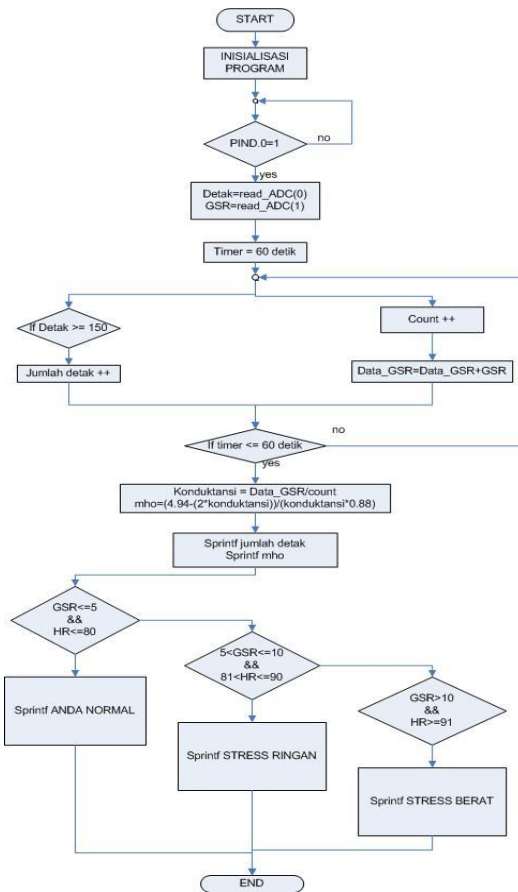 START
INISIALISASI
PROGRAM
PIND.0=1
no
yes
Detak=read_ADC(0)
GSR=read_ADC(1)
Timer = 60 detik
If Detak >= 150
Jumlah detak ++
Count ++
Data_GSR=Data_GSR+GSR
If timer <= 60 detik
no
yes
Konduktansi = Data_GSR/count
mho=(4.94-(2*konduktansi))/(konduktansi*0.88)
Sprintf jumlah detak
Sprintf mho
GSR<=5
&&
HR<=80
Sprintf ANDA NORMAL
5<GSR<=10
&&
81<HR<=90
Sprintf STRESS RINGAN
GSR>10
&&
HR>=91
Sprintf STRESS BERAT
END